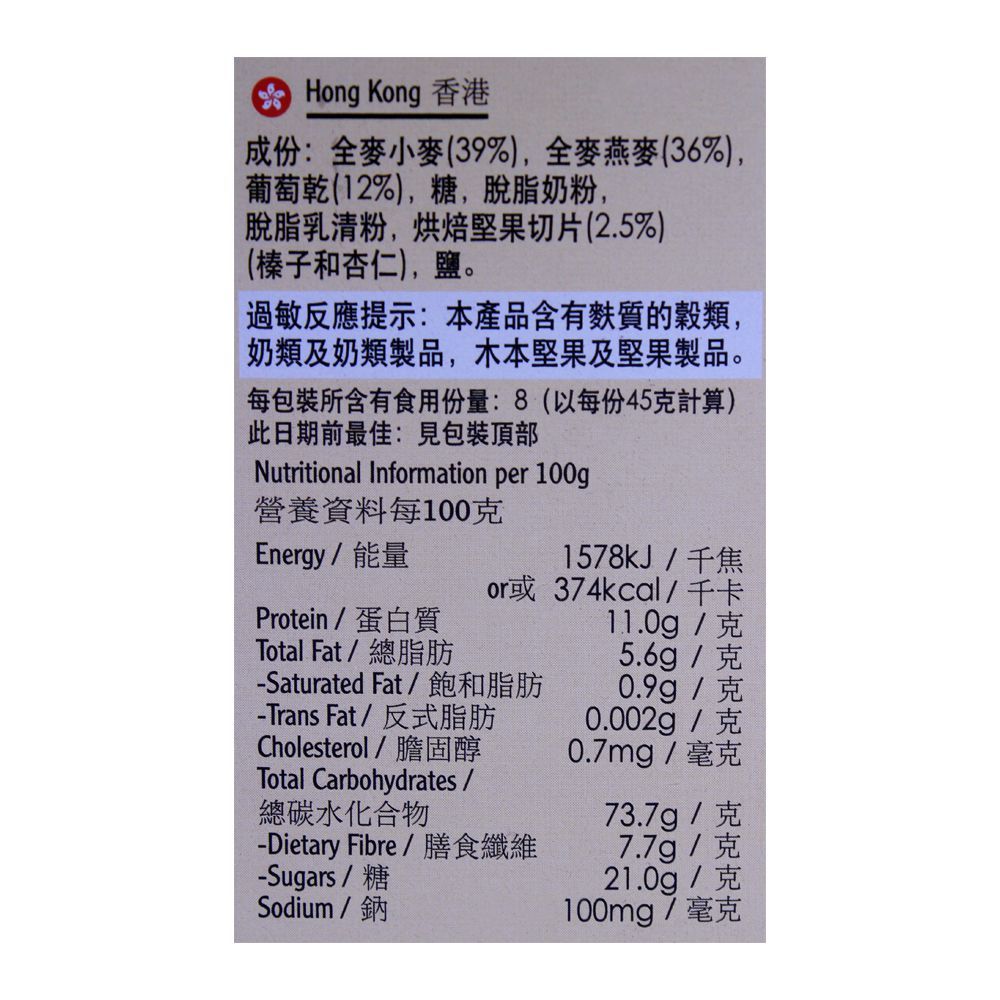 Hong Kong 香港
成份：全麥小麥(39%)，全麥燕麥(36%)，
葡萄乾(12%)，糖，脫脂奶粉，
脫脂乳清粉，烘焙堅果切片(2.5%)
(榛子和杏仁)，鹽。
過敏反應提示：本產品含有麩質的穀類，
奶類及奶類製品，木本堅果及堅果製品。
每包裝所含有食用份量：8（以每份45克計算）
此日期前最佳：見包裝頂部
Nutritional Information per 100g
營養資料每100克
Energy / 能量 1578kJ / 千焦
or或 374kcal / 千卡
Protein / 蛋白質 11.0g / 克
Total Fat / 總脂肪 5.6g / 克
-Saturated Fat / 飽和脂肪 0.9g / 克
-Trans Fat / 反式脂肪 0.002g / 克
Cholesterol / 膽固醇 0.7mg / 毫克
Total Carbohydrates /
總碳水化合物 73.7g / 克
-Dietary Fibre / 膳食纖維 7.7g / 克
-Sugars / 糖 21.0g / 克
Sodium / 鈉 100mg / 毫克